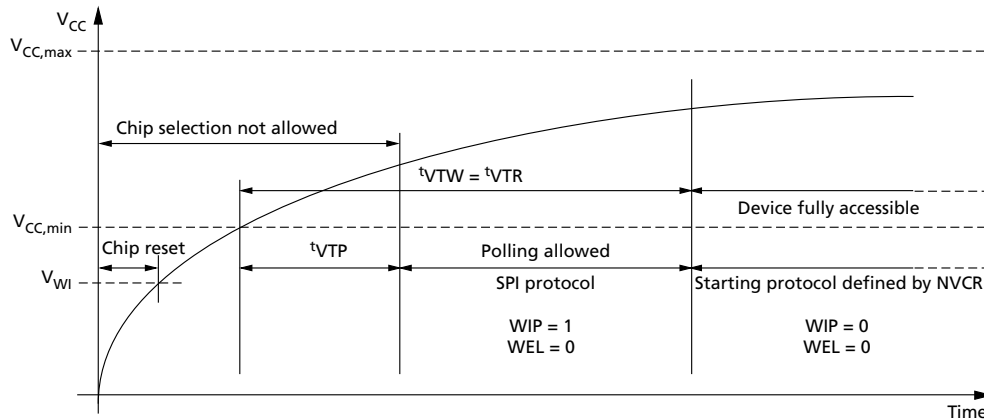 VCC
VCC,max
Chip selection not allowed
tVTW = tVTR
VCC,min
Device fully accessible
Chip reset
tVTP
Polling allowed
VWI
SPI protocol
Starting protocol defined by NVCR
WIP = 1
WEL = 0
WIP = 0
WEL = 0
Time